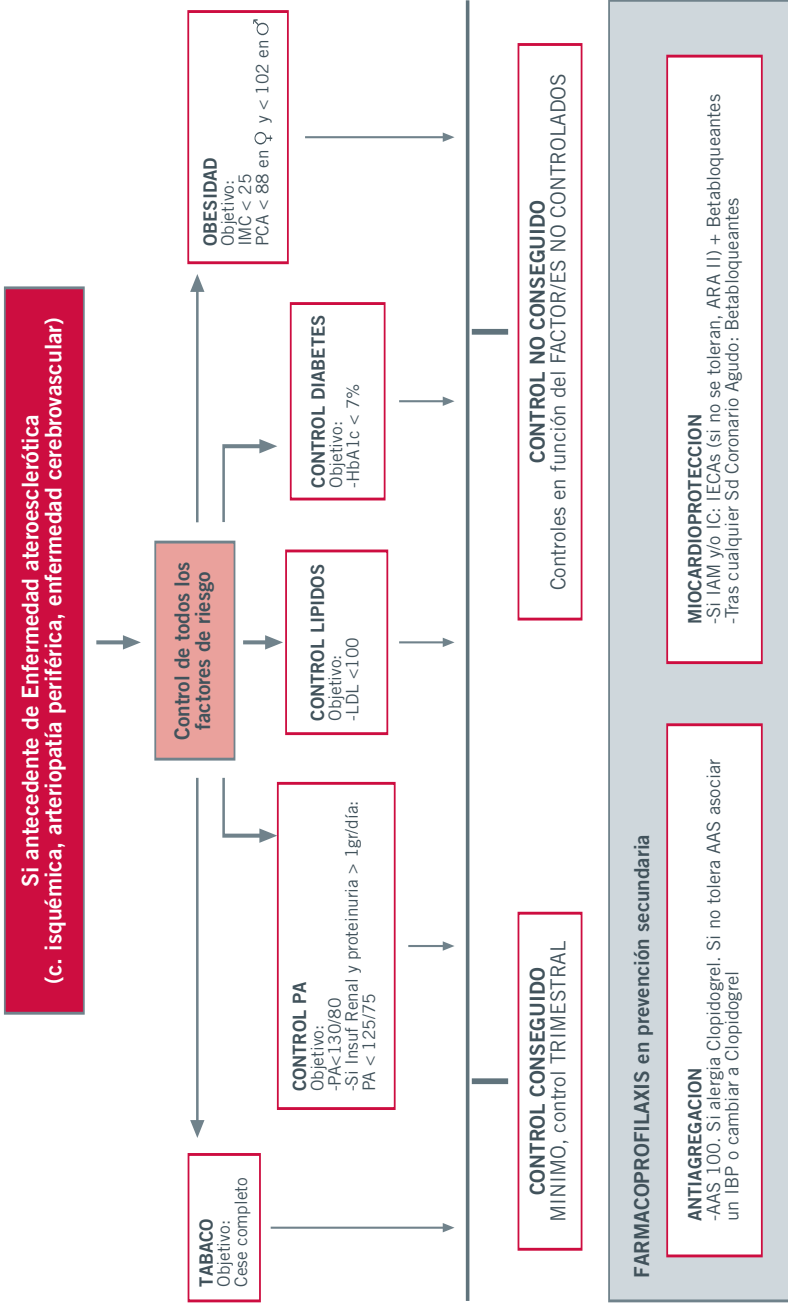 Si antecedente de Enfermedad ateroesclerótica
(c. isquémica, arteriopatía periférica, enfermedad cerebrovascular)
Control de todos los
factores de riesgo
TABACO
Objetivo:
Cese completo
CONTROL PA
Objetivo:
-PA<130/80
-Si Insuf Renal y proteinuria > 1gr/día:
PA < 125/75
CONTROL LIPIDOS
Objetivo:
-LDL <100
CONTROL DIABETES
Objetivo:
-HbA1c < 7%
OBESIDAD
Objetivo:
IMC < 25
PCA < 88 en ♀ y < 102 en ♂
CONTROL CONSEGUIDO
MINIMO, control TRIMESTRAL
CONTROL NO CONSEGUIDO
Controles en función del FACTOR/ES NO CONTROLADOS
FARMACOPROFILAXIS en prevención secundaria
ANTIAGREGACION
-AAS 100. Si alergia Clopidogrel. Si no tolera AAS asociar
un IBP o cambiar a Clopidogrel
MIOCARDIOPROTECCION
-Si IAM y/o IC: IECAs (si no se toleran, ARA II) + Betabloqueantes
-Tras cualquier Sd Coronario Agudo: Betabloqueantes